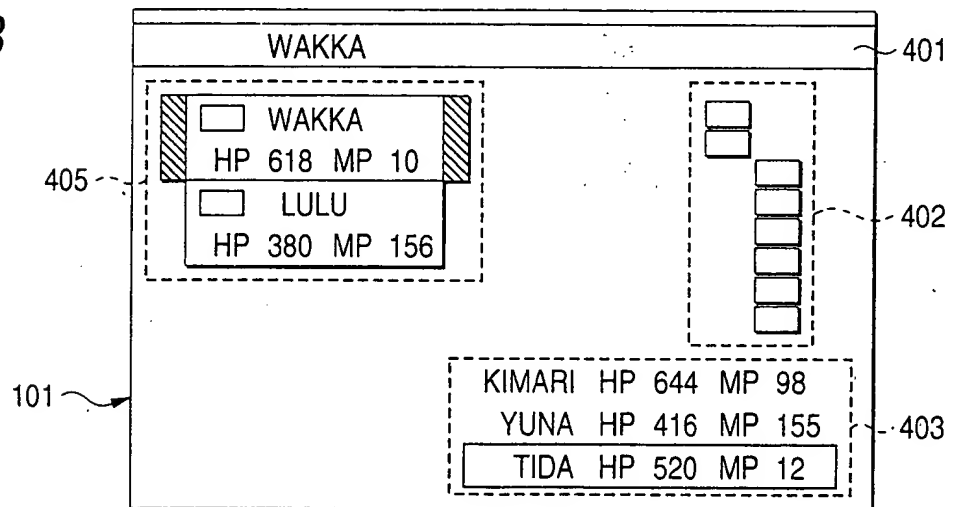 WAKKA
401
WAKKA
HP 618 MP 10
405
LULU
HP 380 MP 156
402
101
KIMARI HP 644 MP 98
YUNA HP 416 MP 155
403
TIDA HP 520 MP 12